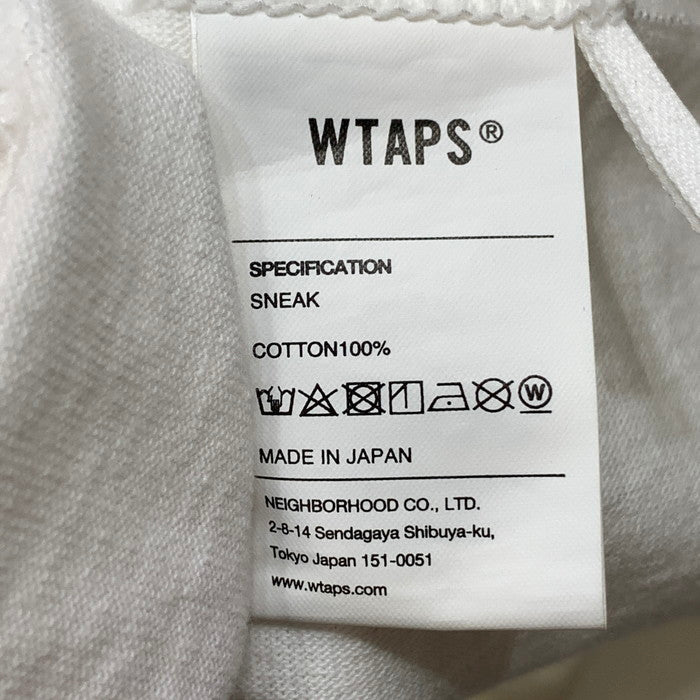 WTAPS®
SPECIFICATION
SNEAK
COTTON100%
W
MADE IN JAPAN
NEIGHBORHOOD CO., LTD.
2-8-14 Sendagaya Shibuya-ku,
Tokyo Japan 151-0051
www.wtaps.com